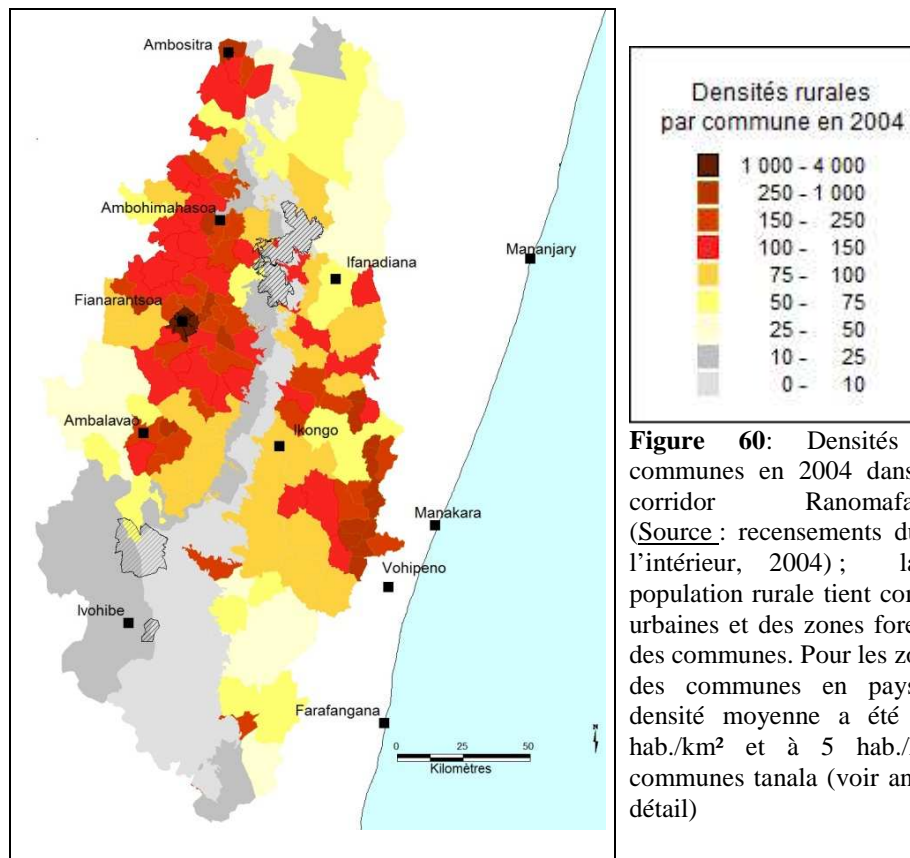 Ambositra
Ambohimahasoa
Mananjary
Ifanadiana
Fianarantsoa
Ambalavao
Ikongo
Manakara
Vohipeno
Ivohibe
Farafangana
N
0 25 50
Kilomètres
Densités rurales
par commune en 2004
1 000 - 4 000
250 - 1 000
150 - 250
100 - 150
75 - 100
50 - 75
25 - 50
10 - 25
0 - 10
Figure 60: Densités
communes en 2004 dans
corridor Ranomafa
(Source : recensements du
l'intérieur, 2004) ; la
population rurale tient con
urbaines et des zones fore
des communes. Pour les zo
des communes en pays
densité moyenne a été
hab./km² et à 5 hab./
communes tanala (voir an
détail)